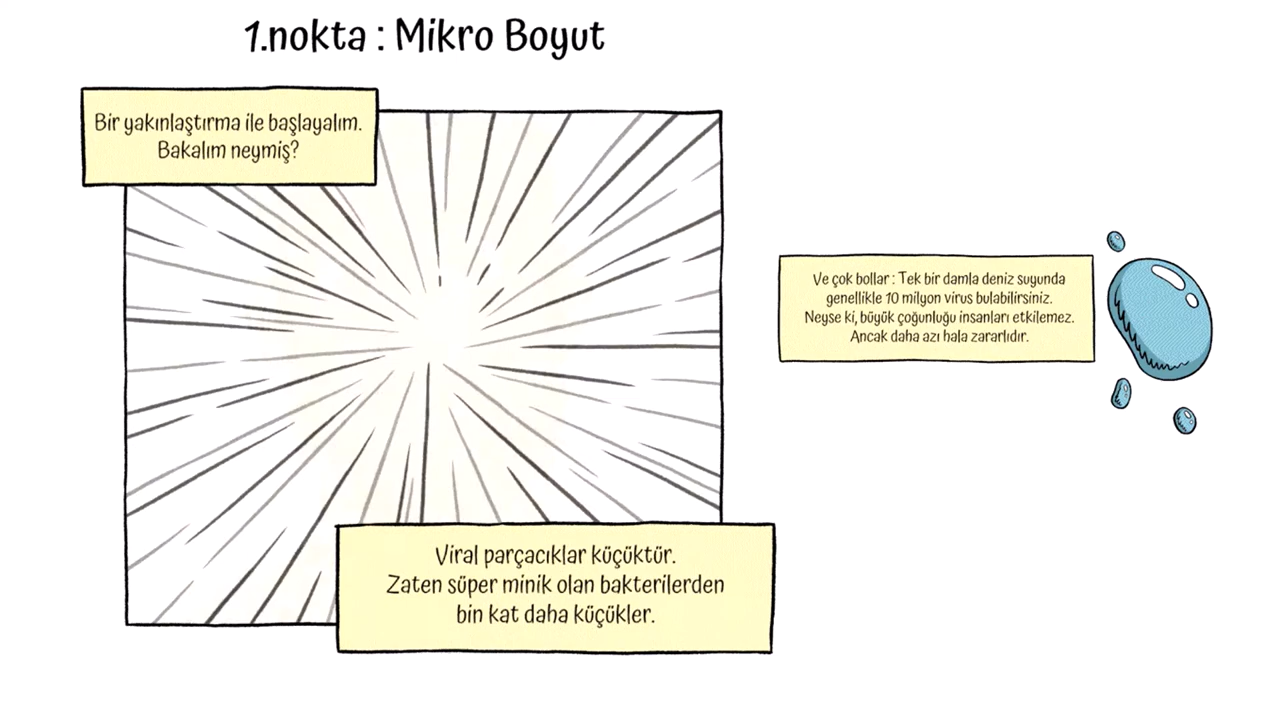 1.nokta : Mikro Boyut
Bir yakınlaştırma ile başlayalım.
Bakalım neymiş?
Ve çok bollar : Tek bir damla deniz suyunda
genellikle 10 milyon virus bulabilirsiniz.
Neyse ki, büyük çoğunluğu insanları etkilemez.
Ancak daha azı hala zararlıdır.
Viral parçacıklar küçüktür.
Zaten süper minik olan bakterilerden
bin kat daha küçükler.